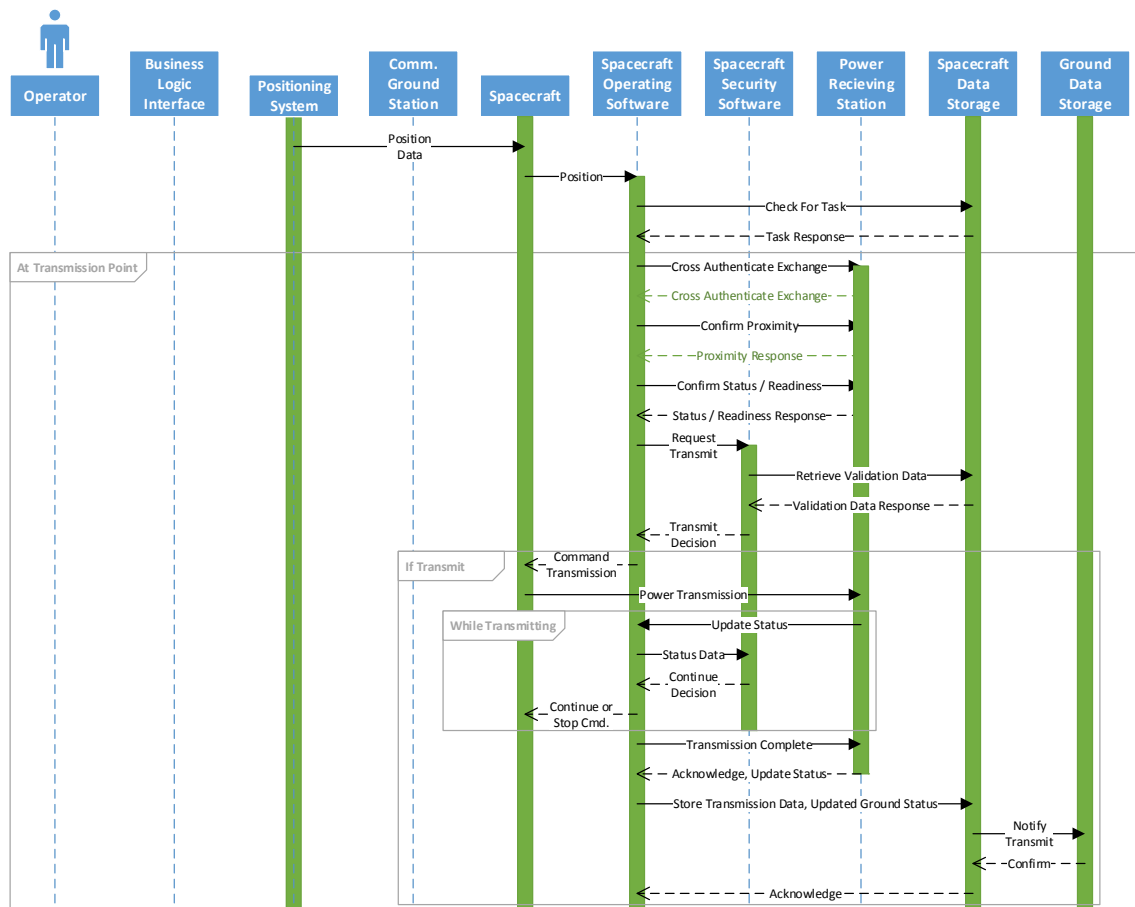 Operator
Business
Logic
Interface
Positioning
System
Comm.
Ground
Station
Spacecraft
Spacecraft
Operating
Software
Spacecraft
Security
Software
Power
Recieving
Station
Spacecraft
Data
Storage
Ground
Data
Storage
Position
Data
Position
Check For Task
Task Response
At Transmission Point
Cross Authenticate Exchange
Cross Authenticate Exchange
Confirm Proximity
Proximity Response
Confirm Status / Readiness
Status / Readiness Response
Request
Transmit
Retrieve Validation Data
Validation Data Response
Transmit
Decision
If Transmit
Command
Transmission
Power Transmission
While Transmitting
Update Status
Status Data
Continue
Decision
Continue or
Stop Cmd.
Transmission Complete
Acknowledge, Update Status
Store Transmission Data, Updated Ground Status
Notify
Transmit
Confirm
Acknowledge